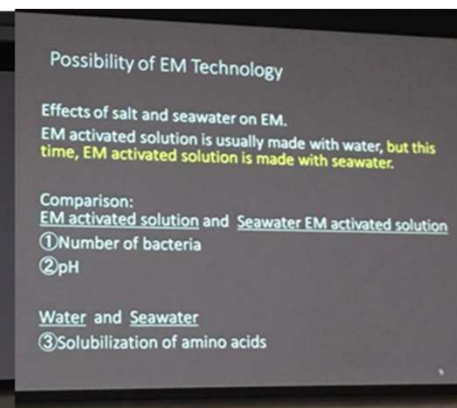 Possibility of EM Technology
Effects of salt and seawater on EM.
EM activated solution is usually made with water, but this
time, EM activated solution is made with seawater.
Comparison:
EM activated solution and Seawater EM activated solution
①Number of bacteria
②pH
Water and Seawater
③Solubilization of amino acids